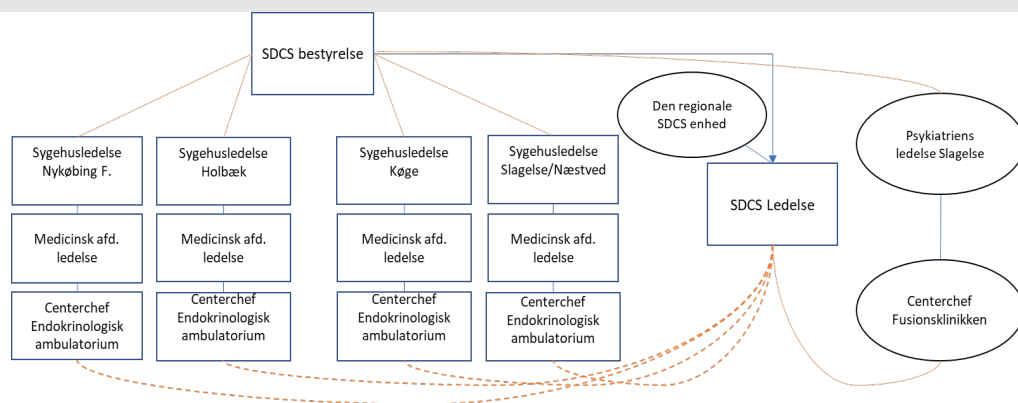 SDCS bestyrelse
Den regionale
SDCS enhed
Psykiatriens
ledelse Slagelse
Sygehusledelse
Nykøbing F.
Sygehusledelse
Holbæk
Sygehusledelse
Køge
Sygehusledelse
Slagelse/Næstved
SDCS Ledelse
Medicinsk afd.
ledelse
Medicinsk afd.
ledelse
Medicinsk afd.
ledelse
Medicinsk afd.
ledelse
Centerchef
Endokrinologisk
ambulatorium
Centerchef
Endokrinologisk
ambulatorium
Centerchef
Endokrinologisk
ambulatorium
Centerchef
Endokrinologisk
ambulatorium
Centerchef
Fusionsklinikken